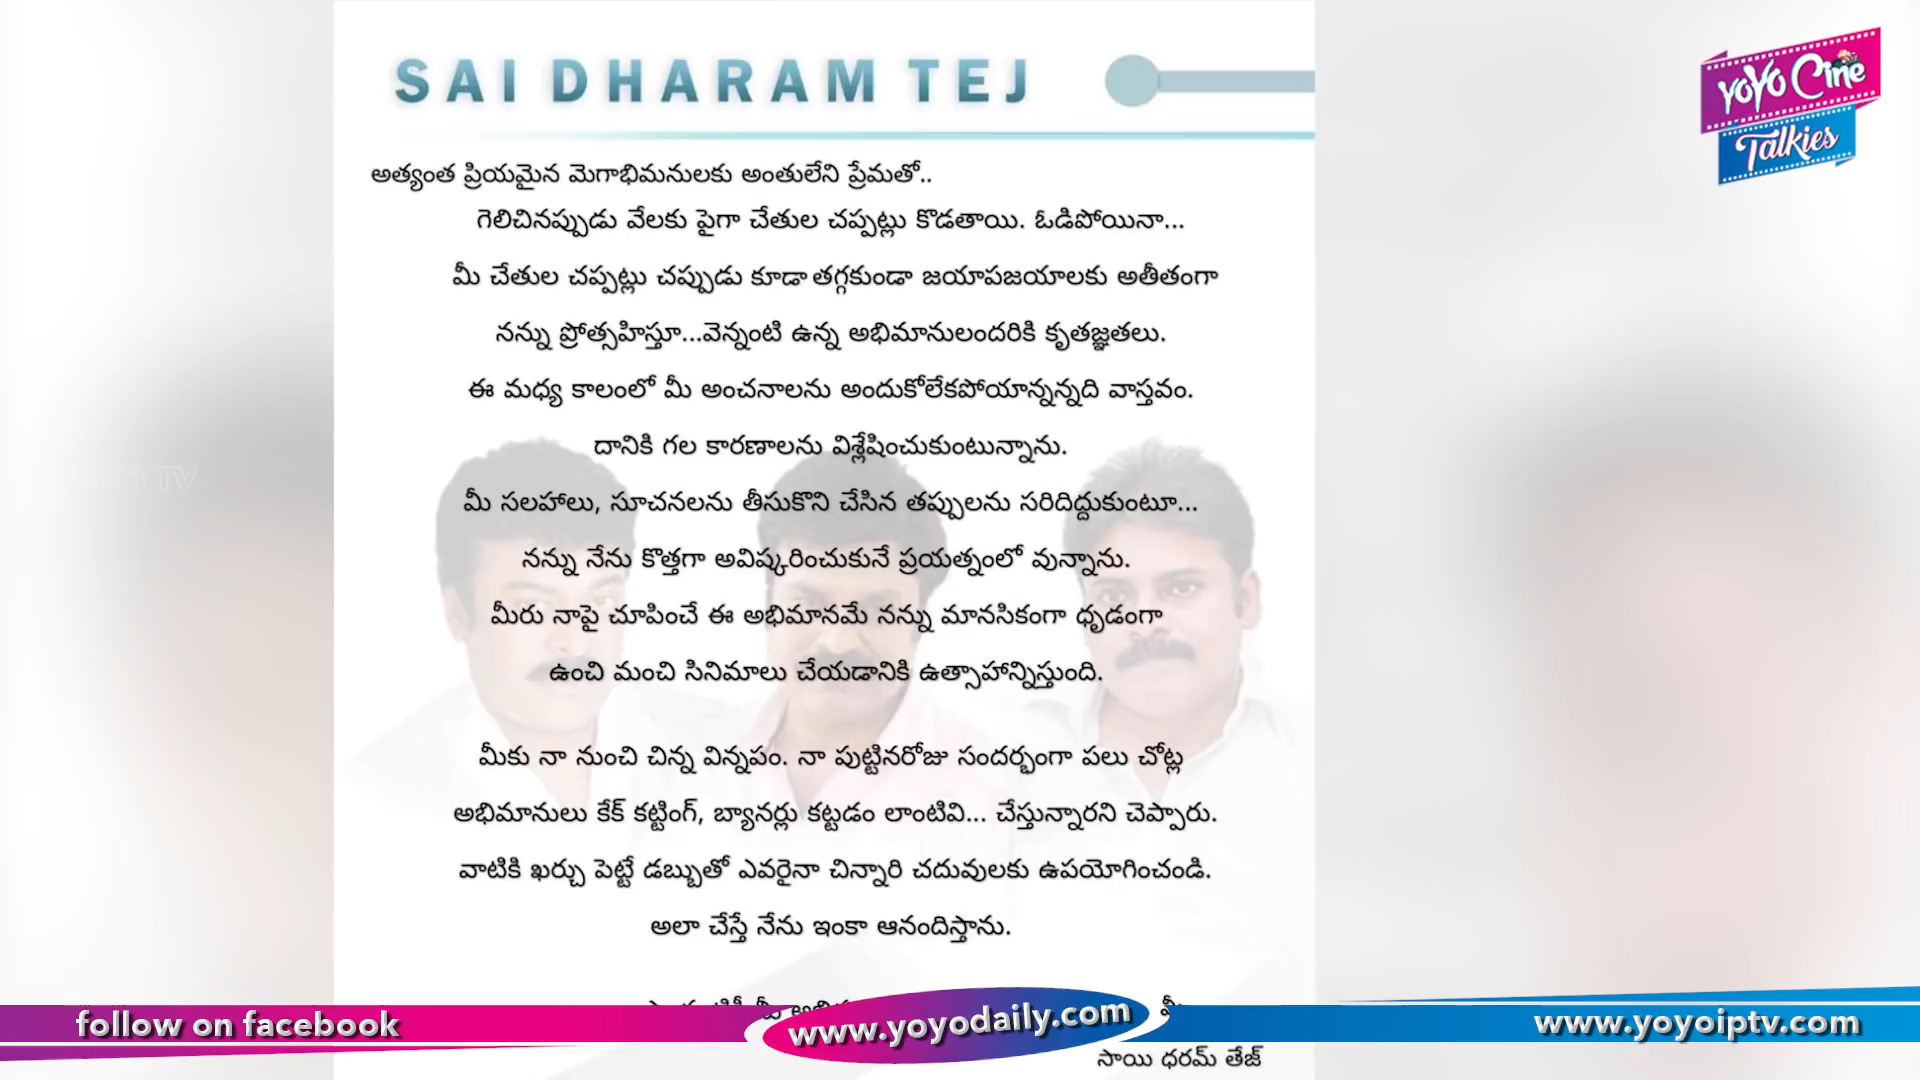 SAI DHARAM TEJ
YOYO Cine
Talkies
అత్యంత ప్రియమైన మెగాభిమనులకు అంతులేని ప్రేమతో..
గెలిచినప్పుడు వేలకు పైగా చేతుల చప్పట్లు కొడతాయి. ఓడిపోయినా...
మీ చేతుల చప్పట్లు చప్పుడు కూడా తగ్గకుండా జయాపజయాలకు అతీతంగా
నన్ను ప్రోత్సహిస్తూ...వెన్నంటి ఉన్న అభిమానులందరికి కృతజ్ఞతలు.
ఈ మధ్య కాలంలో మీ అంచనాలను అందుకోలేకపోయాన్నన్నది వాస్తవం.
దానికి గల కారణాలను విశ్లేషించుకుంటున్నాను.
YO TV
మీ సలహాలు, సూచనలను తీసుకొని చేసిన తప్పులను సరిదిద్దుకుంటూ...
నన్ను నేను కొత్తగా అవిష్కరించుకునే ప్రయత్నంలో వున్నాను.
మీరు నాపై చూపించే ఈ అభిమానమే నన్ను మానసికంగా ధృడంగా
ఉంచి మంచి సినిమాలు చేయడానికి ఉత్సాహాన్నిస్తుంది.
మీకు నా నుంచి చిన్న విన్నపం. నా పుట్టినరోజు సందర్భంగా పలు చోట్ల
అభిమానులు కేక్ కట్టింగ్, బ్యానర్లు కట్టడం లాంటివి... చేస్తున్నారని చెప్పారు.
వాటికి ఖర్చు పెట్టే డబ్బుతో ఎవరైనా చిన్నారి చదువులకు ఉపయోగించండి.
అలా చేస్తే నేను ఇంకా ఆనందిస్తాను.
follow on facebook
www.yoyodaily.com
www.yoyoiptv.com
సాయి ధరమ్ తేజ్